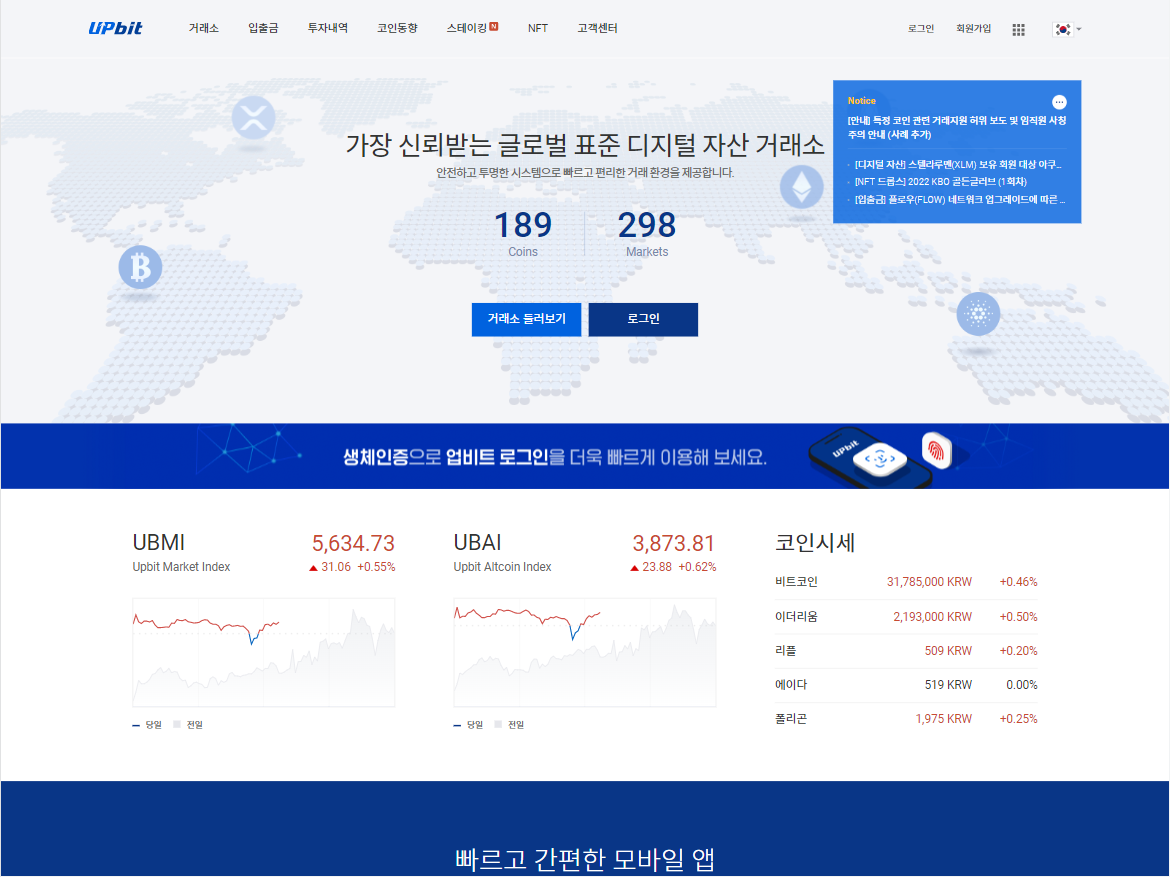 UPbit
거래소
입출금
투자내역
코인동향
스테이킹 N
NFT
고객센터
로그인
회원가입
Notice
[안내] 특정 코인 관련 거래지원 허위 보도 및 임직원 사칭
주의 안내 (사례 추가)
[디지털 자산] 스텔라루멘(XLM) 보유 회원 대상 아쿠...
[NFT 드롭스] 2022 KBO 골든글러브 (1회차)
[입출금] 플로우(FLOW) 네트워크 업그레이드에 따른 ...
가장 신뢰받는 글로벌 표준 디지털 자산 거래소
안전하고 투명한 시스템으로 빠르고 편리한 거래 환경을 제공합니다.
189
Coins
298
Markets
거래소 둘러보기
로그인
생체인증으로 업비트 로그인을 더욱 빠르게 이용해 보세요.
UPbit
UBMI
5,634.73
Upbit Market Index
▲ 31.06 +0.55%
당일
전일
UBAI
3,873.81
Upbit Altcoin Index
▲ 23.88 +0.62%
당일
전일
코인시세
비트코인 31,785,000 KRW +0.46%
이더리움 2,193,000 KRW +0.50%
리플 509 KRW +0.20%
에이다 519 KRW 0.00%
폴리곤 1,975 KRW +0.25%
빠르고 간편한 모바일 앱